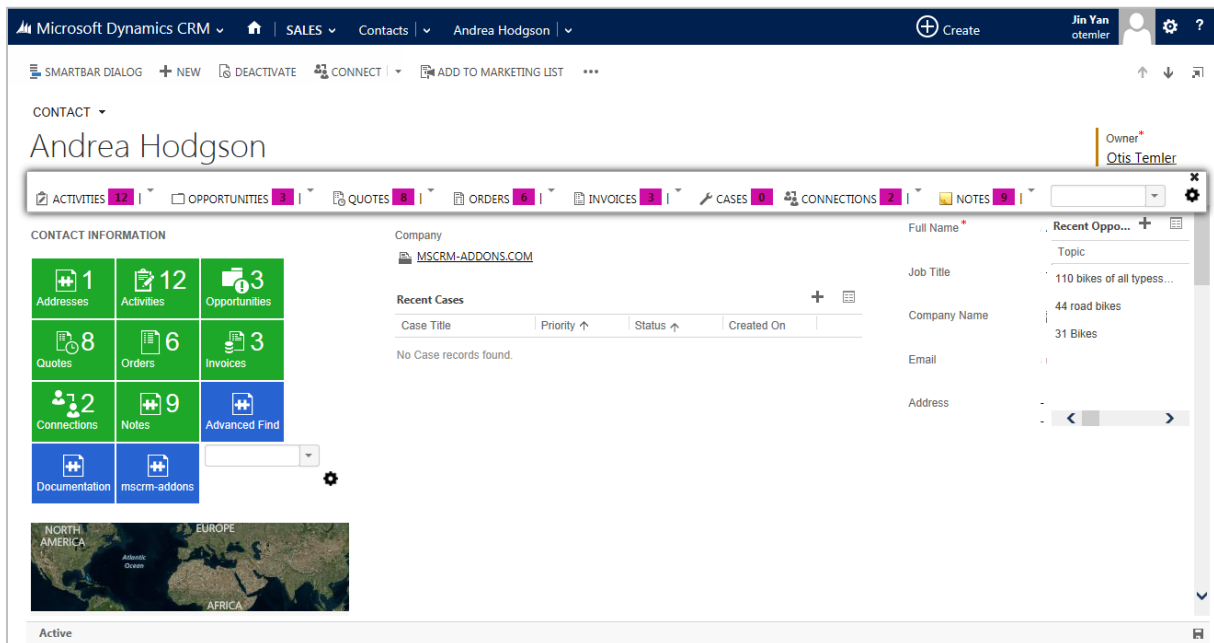 Microsoft Dynamics CRM SALES Contacts Andrea Hodgson Create Jin Yan
otemler ?
SMARTBAR DIALOG NEW DEACTIVATE CONNECT ADD TO MARKETING LIST •••
CONTACT
Andrea Hodgson
Owner*
Otis Temler
ACTIVITIES 12 OPPORTUNITIES 3 QUOTES 8 ORDERS 6 INVOICES 3 CASES 0 CONNECTIONS 2 NOTES 9
CONTACT INFORMATION
1 Addresses
12 Activities
3 Opportunities
8 Quotes
6 Orders
3 Invoices
2 Connections
9 Notes
Advanced Find
Documentation
mscrm-addons
NORTH AMERICA
Atlantic Ocean
EUROPE
AFRICA
Company
MSCRM-ADDONS.COM
Recent Cases
Case Title Priority Status Created On
No Case records found.
Full Name*
Job Title
Company Name
Email
Address
Recent Oppo...
Topic
110 bikes of all typess...
44 road bikes
31 Bikes
Active